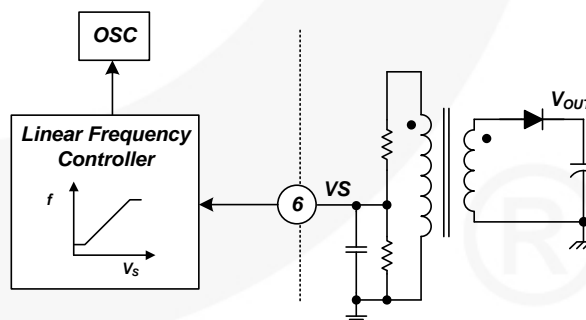 OSC
Linear Frequency
Controller
f
VS
6
VS
VOUT
®